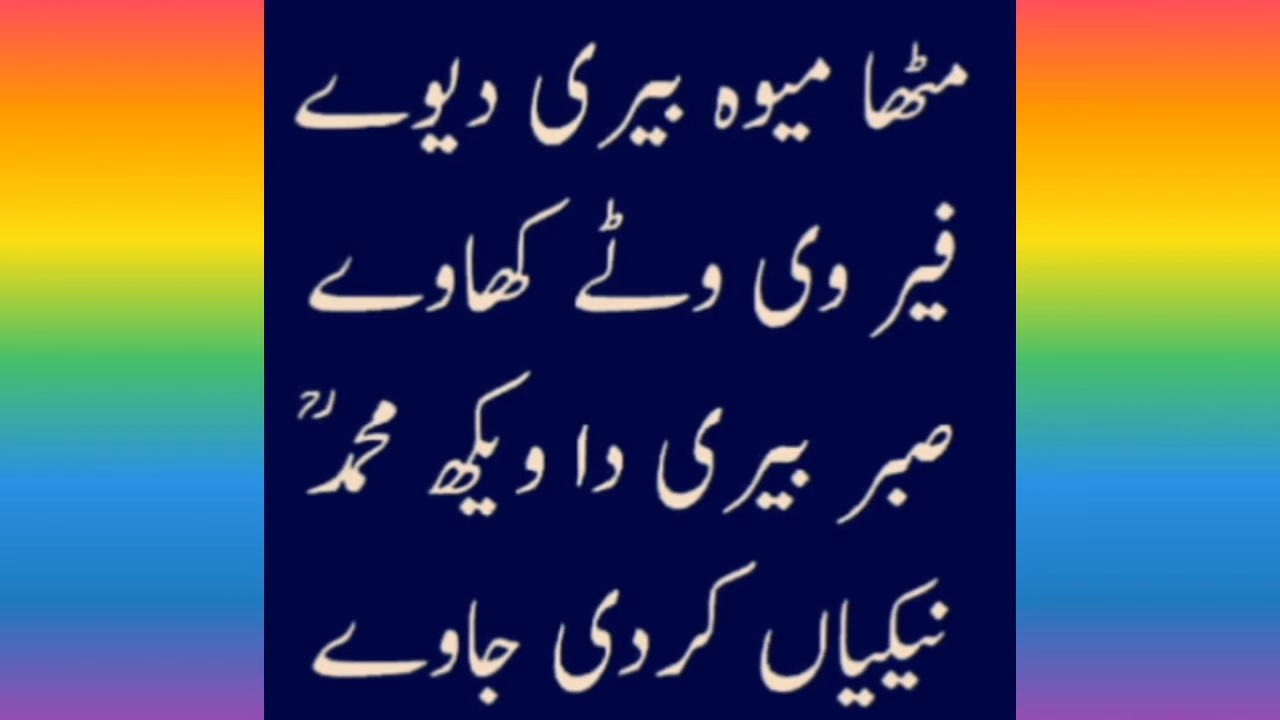 مٹھا میوہ بیری دیوے
فیر وی وٹے کھاوے
صبر بیری دا ویکھ محمدؒ
نیکیاں کردی جاوے